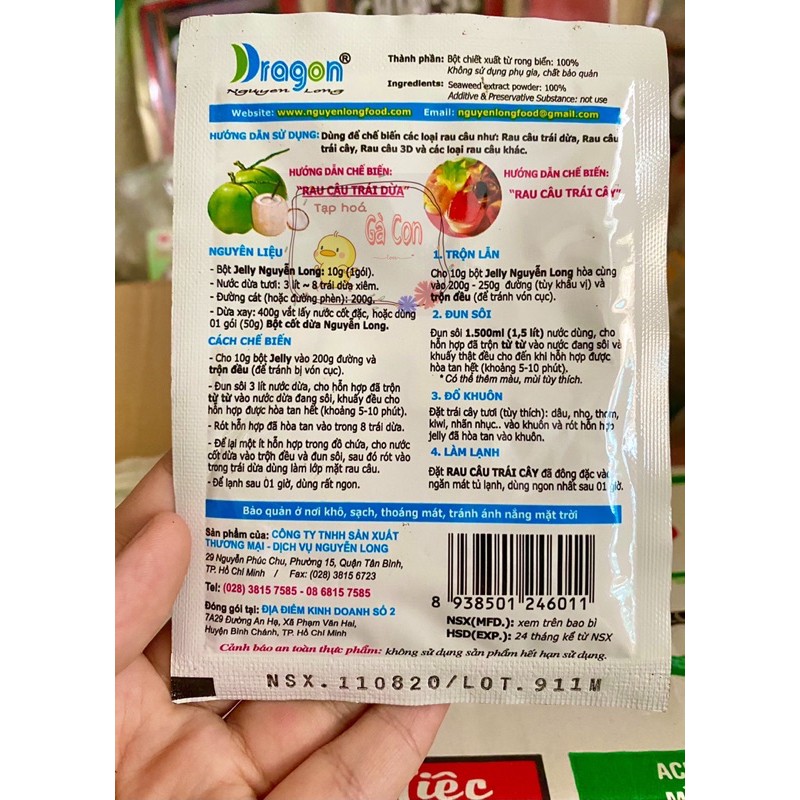 Dragon®
Nguyen Long
Thành phần: Bột chiết xuất từ rong biển: 100%
Không sử dụng phụ gia, chất bảo quản
Ingredients: Seaweed extract powder: 100%
Additive & Preservative Substance: not use
Website: www.nguyenlongfood.com Email: nguyenlongfood@gmail.com
HƯỚNG DẪN SỬ DỤNG: Dùng để chế biến các loại rau câu như: Rau câu trái dừa, Rau câu
trái cây, Rau câu 3D và các loại rau câu khác.
HƯỚNG DẪN CHẾ BIẾN:
"RAU CÂU TRÁI DỪA"
Tạp hoá
Gà Con
NGUYÊN LIỆU
- Bột Jelly Nguyễn Long: 10g (1gói).
- Nước dừa tươi: 3 lít ~ 8 trái dừa xiêm.
- Đường cát (hoặc đường phèn): 200g.
- Dừa xay: 400g vắt lấy nước cốt đặc, hoặc dùng
01 gói (50g) Bột cốt dừa Nguyễn Long.
CÁCH CHẾ BIẾN
- Cho 10g bột Jelly vào 200g đường và
trộn đều (để tránh bị vón cục).
- Đun sôi 3 lít nước dừa, cho hỗn hợp đã trộn
từ từ vào nước dừa đang sôi, khuấy đều cho
hỗn hợp được hòa tan hết (khoảng 5-10 phút).
- Rót hỗn hợp đã hòa tan vào trong 8 trái dừa.
- Để lại một ít hỗn hợp trong đồ chứa, cho nước
cốt dừa vào trộn đều và đun sôi, sau đó rót vào
trong trái dừa dùng làm lớp mặt rau câu.
- Để lạnh sau 01 giờ, dùng rất ngon.
HƯỚNG DẪN CHẾ BIẾN:
"RAU CÂU TRÁI CÂY"
1. TRỘN LẪN
Cho 10g bột Jelly Nguyễn Long hòa cùng
vào 200g - 250g đường (tùy khẩu vị) và
trộn đều (để tránh vón cục).
2. ĐUN SÔI
Đun sôi 1.500ml (1,5 lít) nước dùng, cho
hỗn hợp đã trộn từ từ vào nước đang sôi và
khuấy thật đều cho đến khi hỗn hợp được
hòa tan hết (khoảng 5-10 phút).
* Có thể thêm màu, mùi tùy thích.
3. ĐỔ KHUÔN
Đặt trái cây tươi (tùy thích): dâu, nho, thơm,
kiwi, nhãn nhục.. vào khuôn và rót hỗn hợp
jelly đã hòa tan vào khuôn.
4. LÀM LẠNH
Đặt RAU CÂU TRÁI CÂY đã đông đặc vào
ngăn mát tủ lạnh, dùng ngon nhất sau 01 giờ.
Bảo quản ở nơi khô, sạch, thoáng mát, tránh ánh nắng mặt trời
Sản phẩm của: CÔNG TY TNHH SẢN XUẤT
THƯƠNG MẠI - DỊCH VỤ NGUYỄN LONG
29 Nguyễn Phúc Chu, Phường 15, Quận Tân Bình,
TP. Hồ Chí Minh / Fax: (028) 3815 6723
Tel: (028) 3815 7585 - 08 6815 7585
Đóng gói tại: ĐỊA ĐIỂM KINH DOANH SỐ 2
7A29 Đường An Hạ, Xã Phạm Văn Hai,
Huyện Bình Chánh, TP. Hồ Chí Minh
8 938501 246011
NSX(MFD.): xem trên bao bì
HSD(EXP.): 24 tháng kể từ NSX
Cảnh báo an toàn thực phẩm: không sử dụng sản phẩm hết hạn sử dụng.
NSX.110820/LOT.911M
iệc